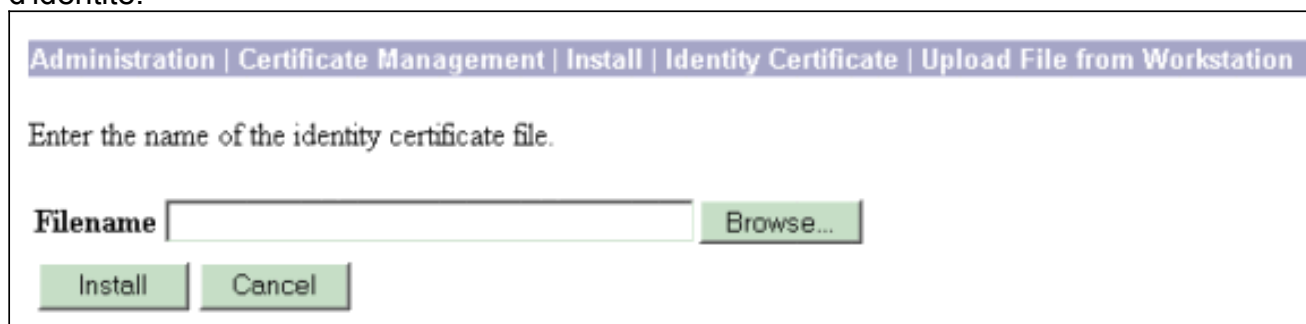 d'identité.
Administration | Certificate Management | Install | Identity Certificate | Upload File from Workstation
Enter the name of the identity certificate file.
Filename Browse...
Install Cancel